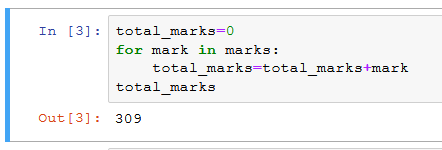 In [3]: total_marks=0
for mark in marks:
    total_marks=total_marks+mark
total_marks
Out[3]: 309